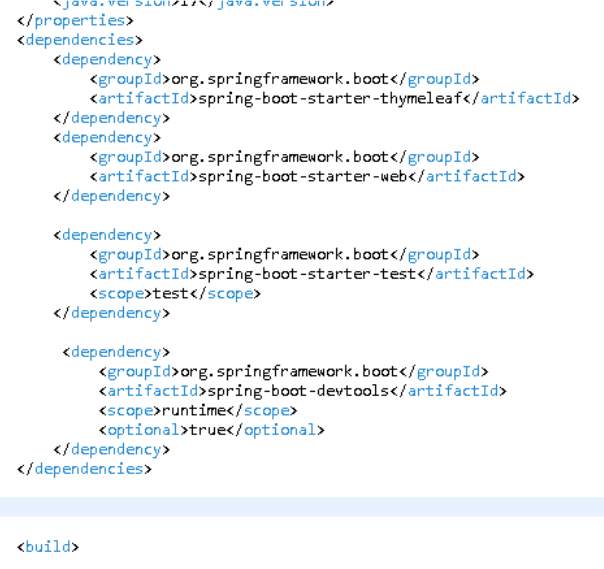 <java.version>17</java.version>
</properties>
<dependencies>
<dependency>
<groupId>org.springframework.boot</groupId>
<artifactId>spring-boot-starter-thymeleaf</artifactId>
</dependency>
<dependency>
<groupId>org.springframework.boot</groupId>
<artifactId>spring-boot-starter-web</artifactId>
</dependency>
<dependency>
<groupId>org.springframework.boot</groupId>
<artifactId>spring-boot-starter-test</artifactId>
<scope>test</scope>
</dependency>
<dependency>
<groupId>org.springframework.boot</groupId>
<artifactId>spring-boot-devtools</artifactId>
<scope>runtime</scope>
<optional>true</optional>
</dependency>
</dependencies>
<build>